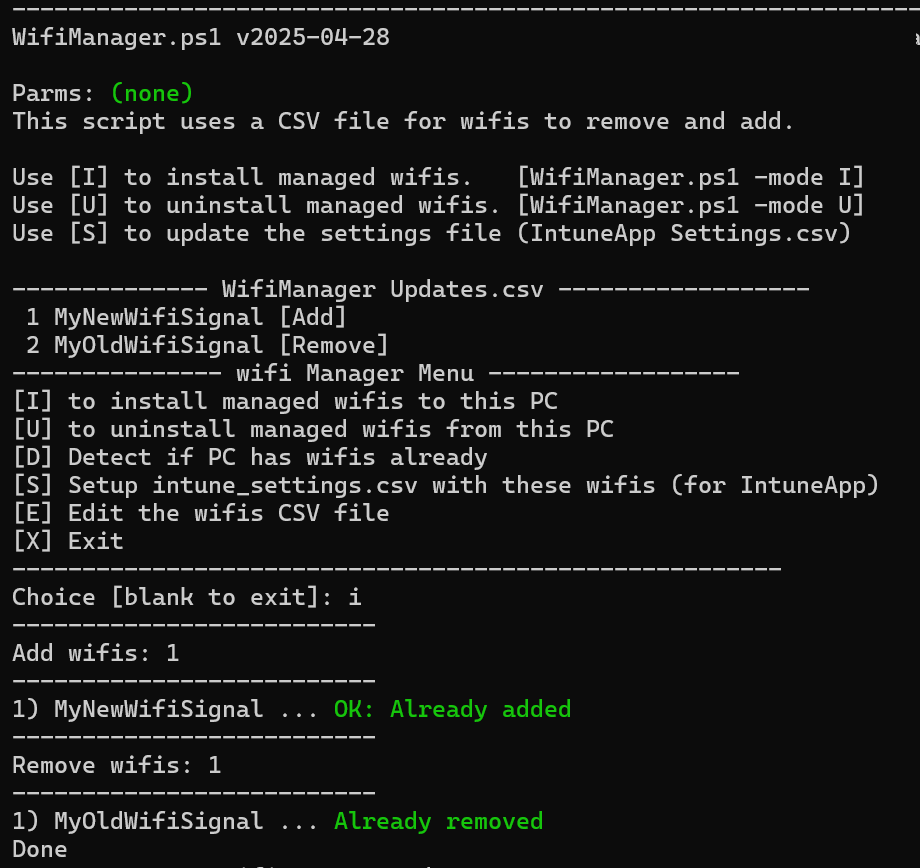 --------------------------------------------------------------------
WifiManager.ps1 v2025-04-28
Parms: (none)
This script uses a CSV file for wifis to remove and add.
Use [I] to install managed wifis.   [WifiManager.ps1 -mode I]
Use [U] to uninstall managed wifis. [WifiManager.ps1 -mode U]
Use [S] to update the settings file (IntuneApp Settings.csv)
-------------- WifiManager Updates.csv ------------------
 1 MyNewWifiSignal [Add]
 2 MyOldWifiSignal [Remove]
--------------- wifi Manager Menu ------------------
[I] to install managed wifis to this PC
[U] to uninstall managed wifis from this PC
[D] Detect if PC has wifis already
[S] Setup intune_settings.csv with these wifis (for IntuneApp)
[E] Edit the wifis CSV file
[X] Exit
-------------------------------------------------------
Choice [blank to exit]: i
--------------------------
Add wifis: 1
--------------------------
1) MyNewWifiSignal ... OK: Already added
--------------------------
Remove wifis: 1
--------------------------
1) MyOldWifiSignal ... Already removed
Done